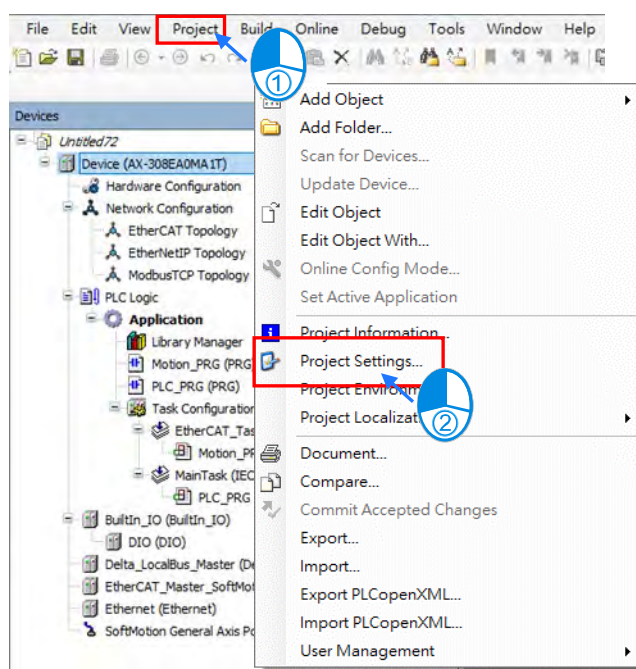 File Edit View Project Build Online Debug Tools Window Help
1
Devices
Untitled72
Device (AX-308EA0MA1T)
Hardware Configuration
Network Configuration
EtherCAT Topology
EtherNetIP Topology
ModbusTCP Topology
PLC Logic
Application
Library Manager
Motion_PRG (PRG
PLC_PRG (PRG)
Task Configuration
EtherCAT_Tas
Motion_PR
MainTask (IEC
PLC_PRG
BuiltIn_IO (BuiltIn_IO)
DIO (DIO)
Delta_LocalBus_Master (De
EtherCAT_Master_SoftMot
Ethernet (Ethernet)
SoftMotion General Axis Po
Add Object
Add Folder...
Scan for Devices...
Update Device...
Edit Object
Edit Object With...
Online Config Mode...
Set Active Application
Project Information...
Project Settings...
Project Environm
Project Localizat
2
Document...
Compare...
Commit Accepted Changes
Export...
Import...
Export PLCopenXML...
Import PLCopenXML...
User Management